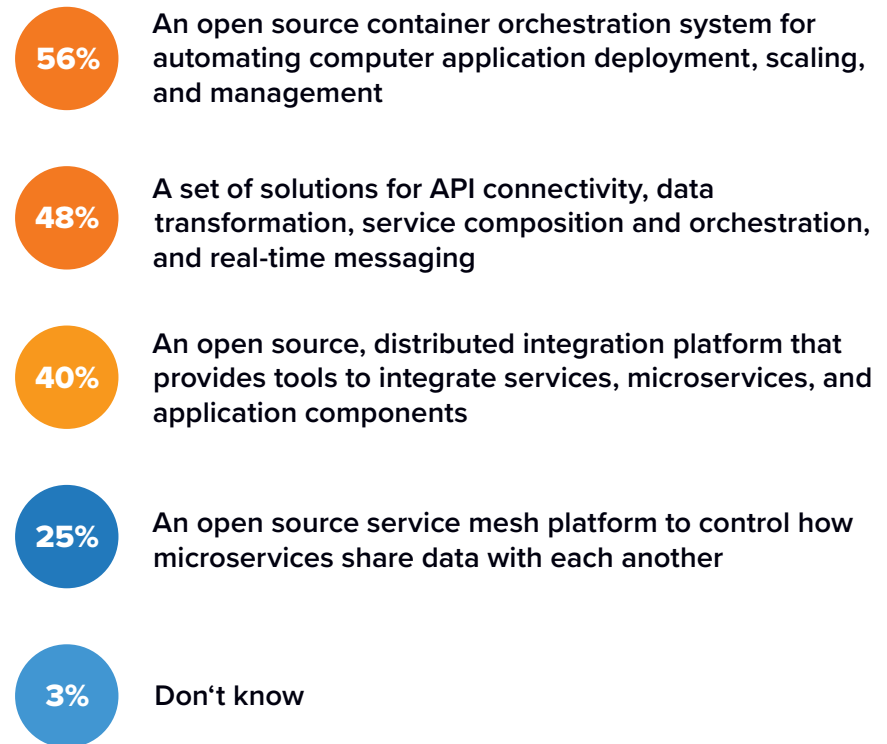 56%
An open source container orchestration system for
automating computer application deployment, scaling,
and management
48%
A set of solutions for API connectivity, data
transformation, service composition and orchestration,
and real-time messaging
40%
An open source, distributed integration platform that
provides tools to integrate services, microservices, and
application components
25%
An open source service mesh platform to control how
microservices share data with each another
3%
Don‘t know